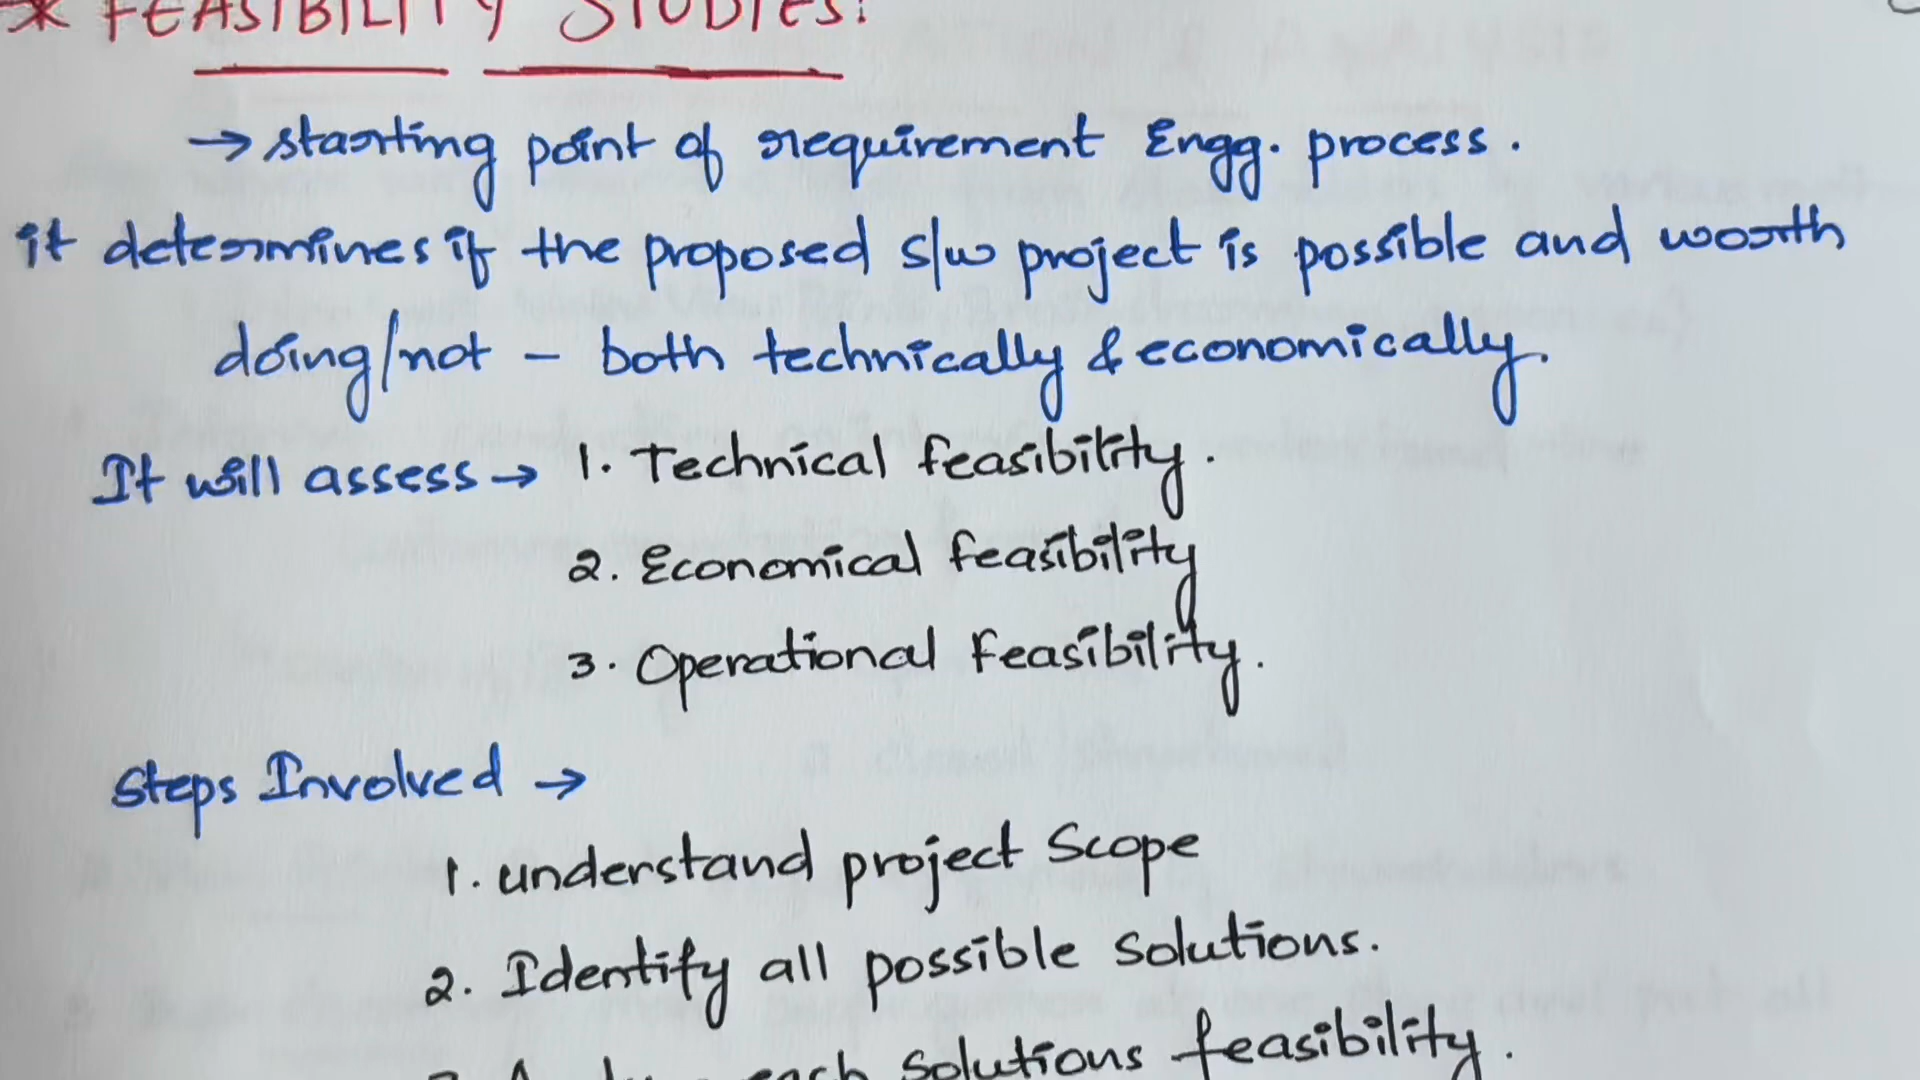 * FEASIBILITY STUDIES:
→ starting point of requirement Engg. process.
it determines if the proposed s/w project is possible and worth
doing/not - both technically & economically.
It will assess → 1. Technical feasibility.
2. Economical feasibility
3. Operational feasibility.
Steps Involved →
1. understand project Scope
2. Identify all possible solutions.
each solutions feasibility.